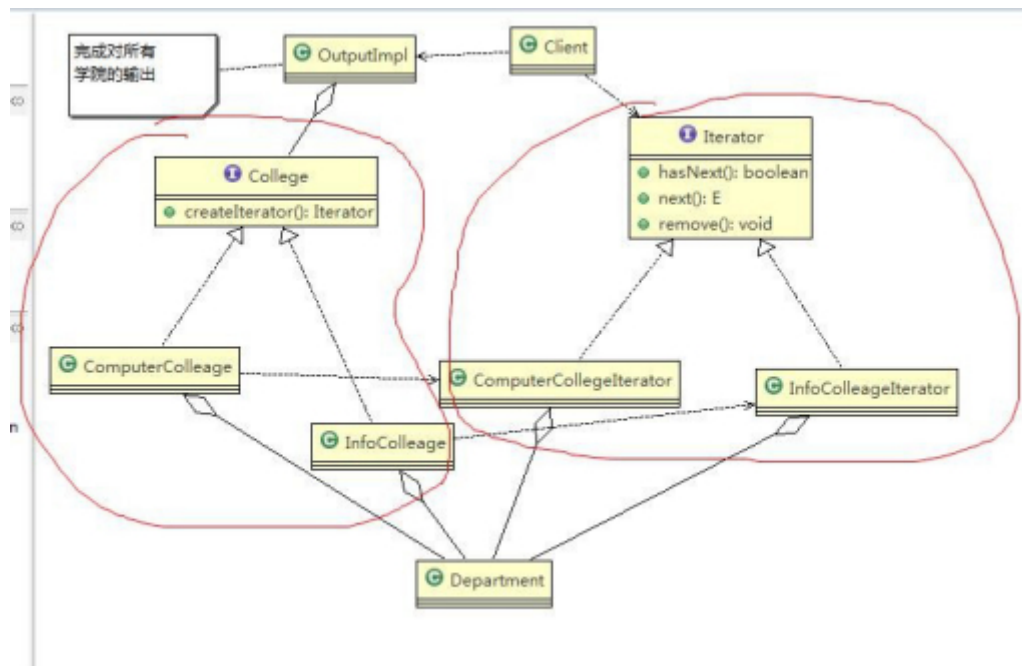 完成对所有
学院的输出
OutputImpl
Client
Iterator
hasNext(): boolean
next(): E
remove(): void
College
createIterator(): Iterator
ComputerColleage
ComputerCollegeIterator
InfoColleageIterator
InfoColleage
Department
n